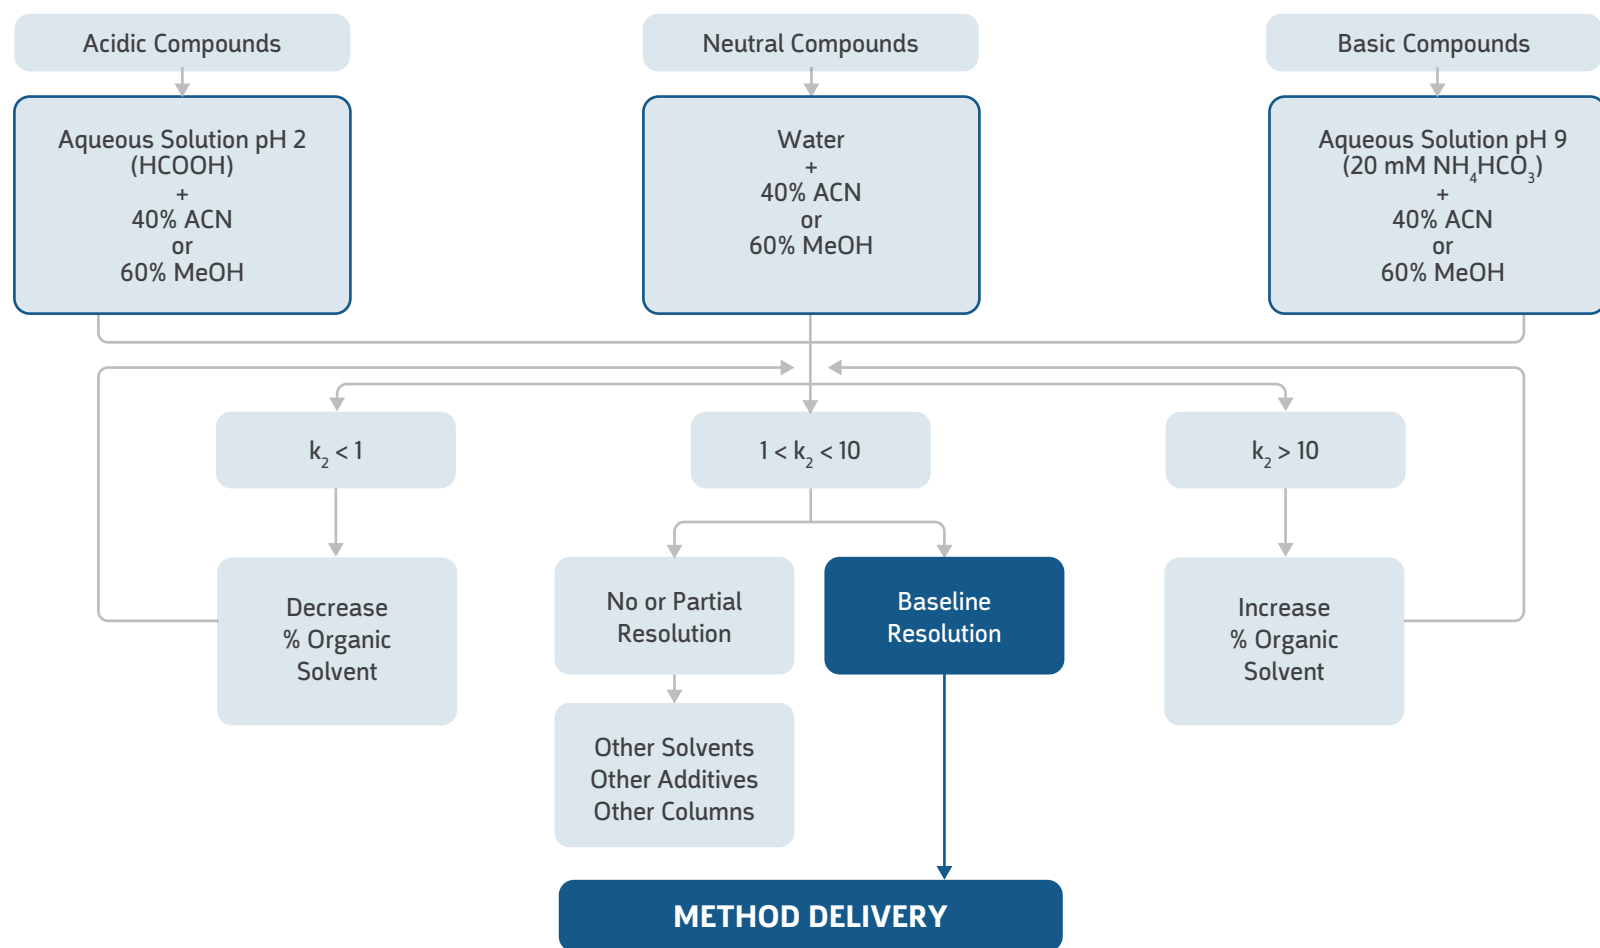 Acidic Compounds
Neutral Compounds
Basic Compounds
Aqueous Solution pH 2
(HCOOH)
+
40% ACN
or
60% MeOH
Water
+
40% ACN
or
60% MeOH
Aqueous Solution pH 9
(20 mM NH₄HCO₃)
+
40% ACN
or
60% MeOH
k₂ < 1
1 < k₂ < 10
k₂ > 10
Decrease
% Organic
Solvent
No or Partial
Resolution
Baseline
Resolution
Increase
% Organic
Solvent
Other Solvents
Other Additives
Other Columns
METHOD DELIVERY